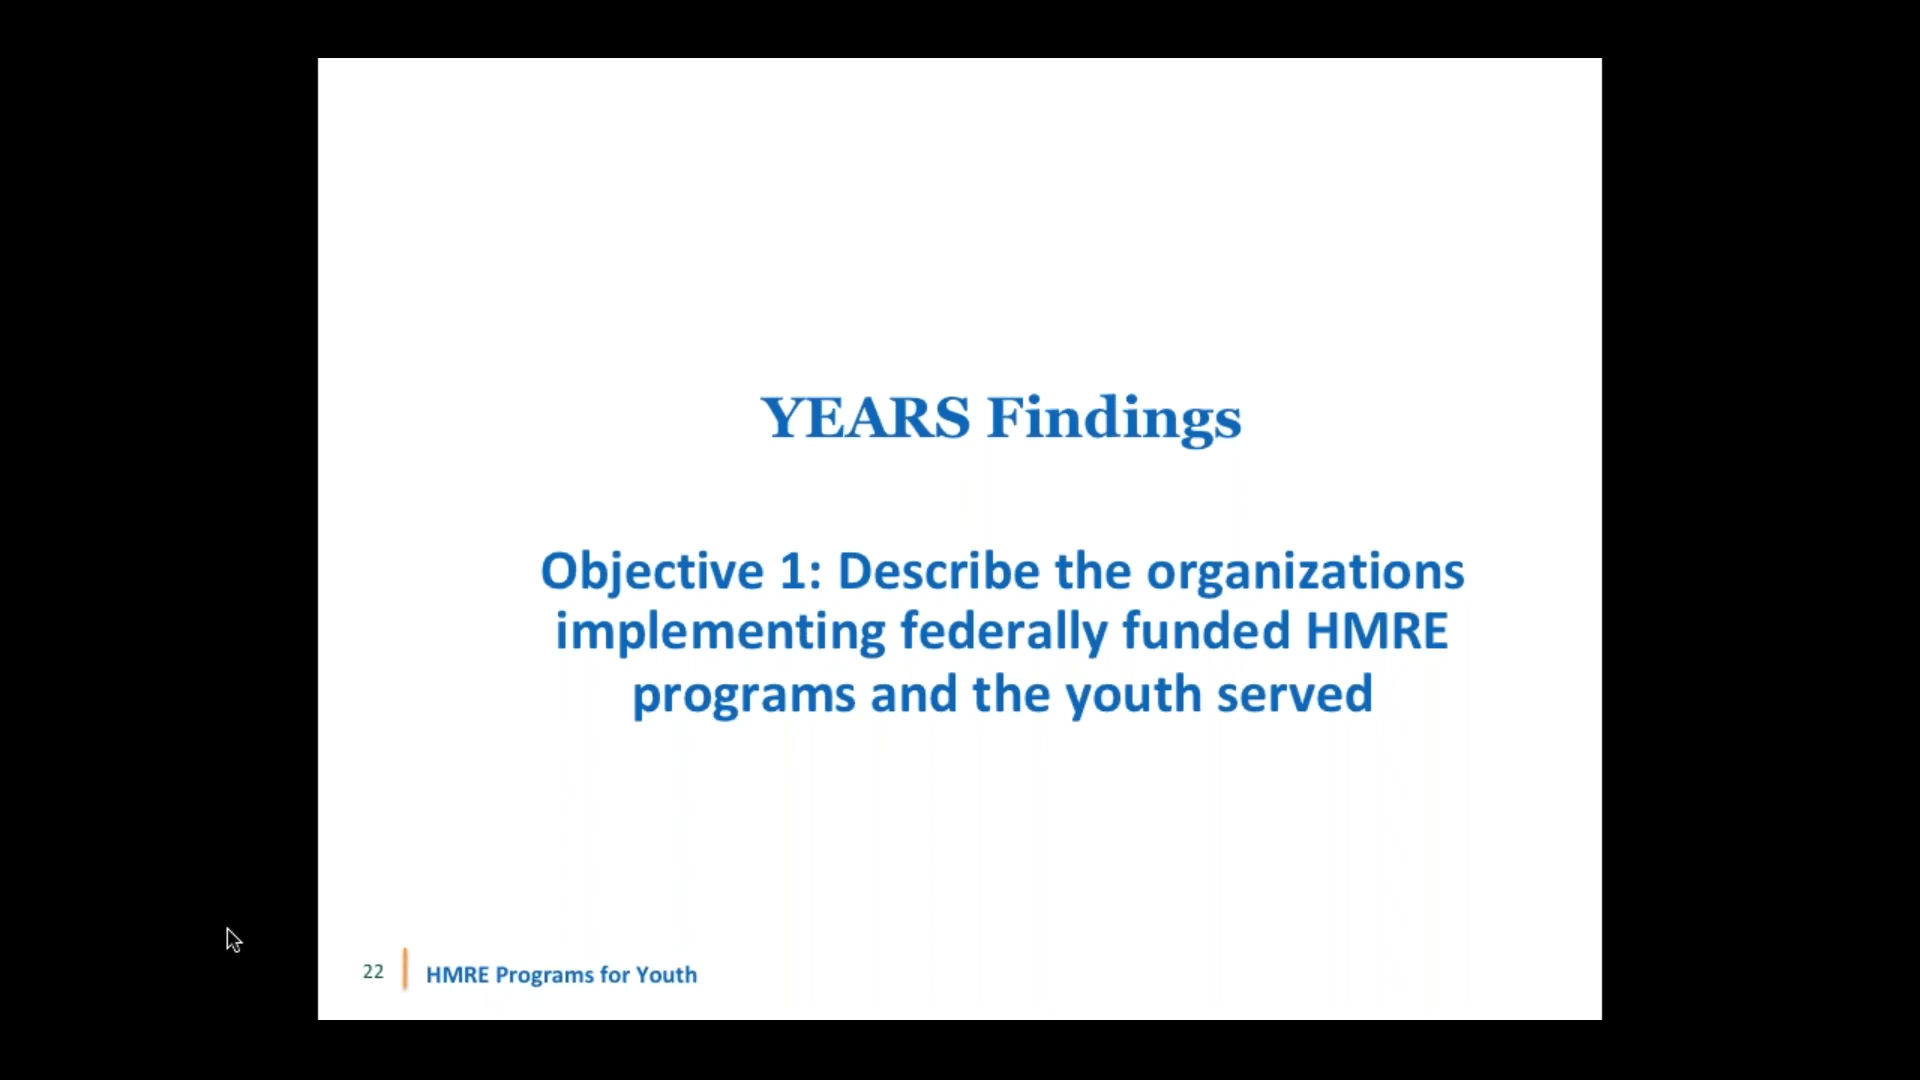 YEARS Findings
Objective 1: Describe the organizations
implementing federally funded HMRE
programs and the youth served
22
HMRE Programs for Youth